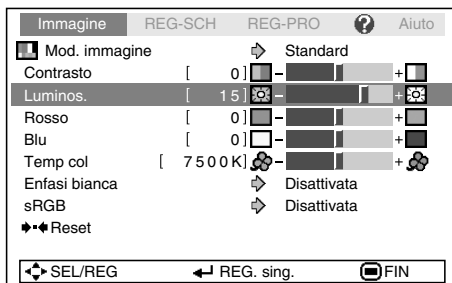 Immagine REG-SCH REG-PRO ? Aiuto
Mod. immagine Standard
Contrasto [ 0] - +
Luminos. [ 15] - +
Rosso [ 0] - +
Blu [ 0] - +
Temp col [ 7500K] - +
Enfasi bianca Disattivata
sRGB Disattivata
Reset
SEL/REG REG. sing. FIN